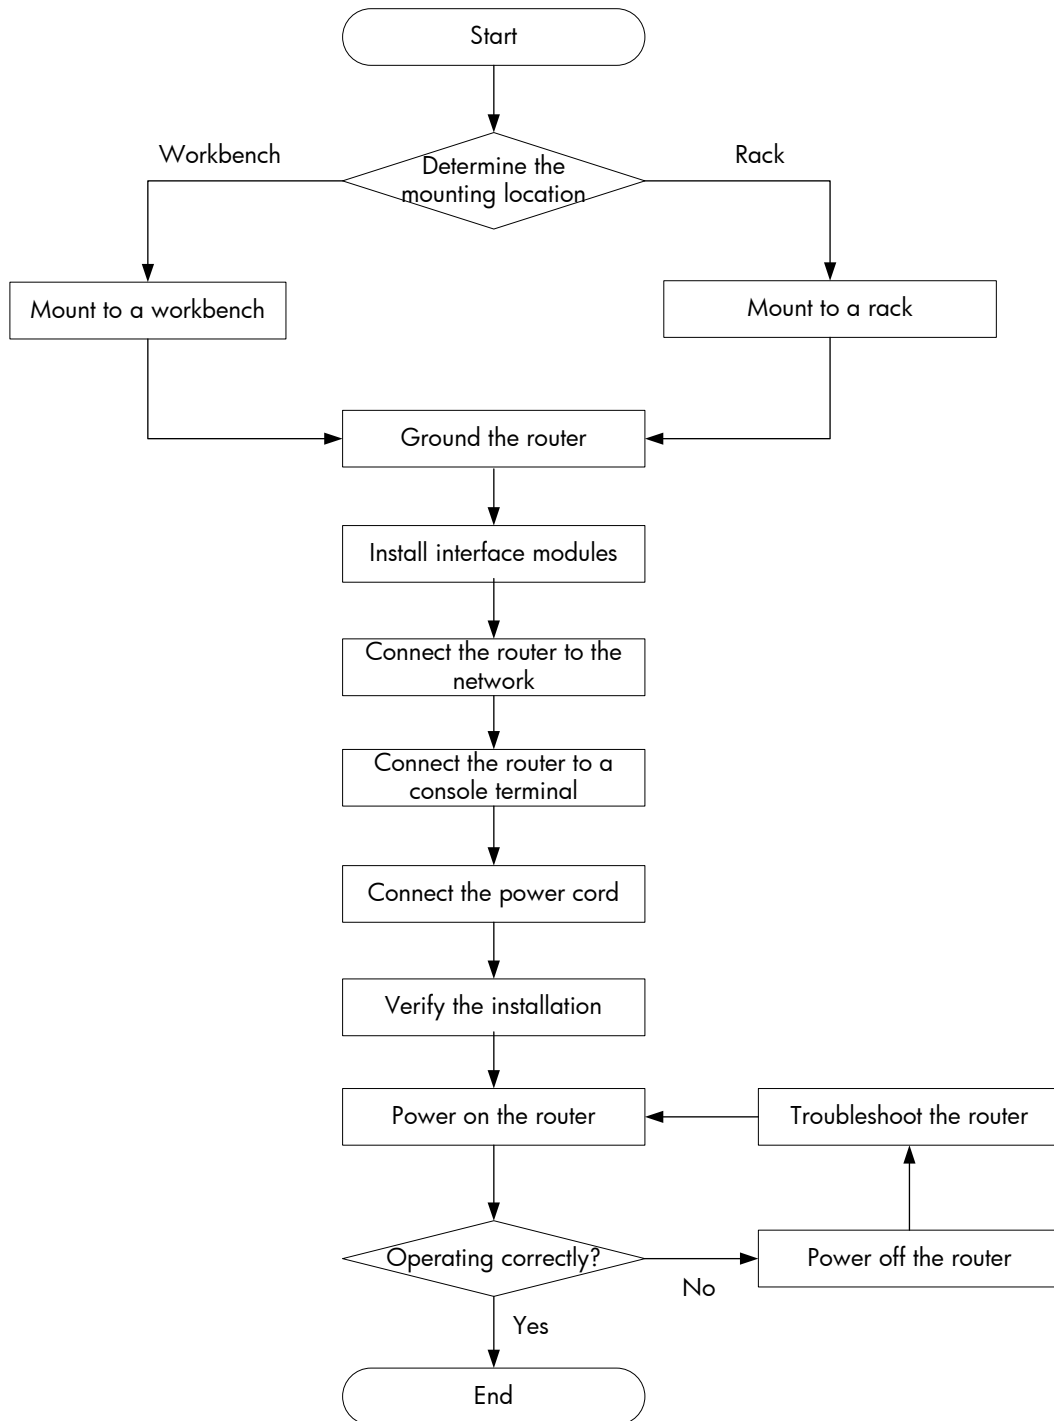 Start
Workbench
Determine the
mounting location
Rack
Mount to a workbench
Mount to a rack
Ground the router
Install interface modules
Connect the router to the
network
Connect the router to a
console terminal
Connect the power cord
Verify the installation
Power on the router
Troubleshoot the router
Operating correctly?
Power off the router
No
Yes
End